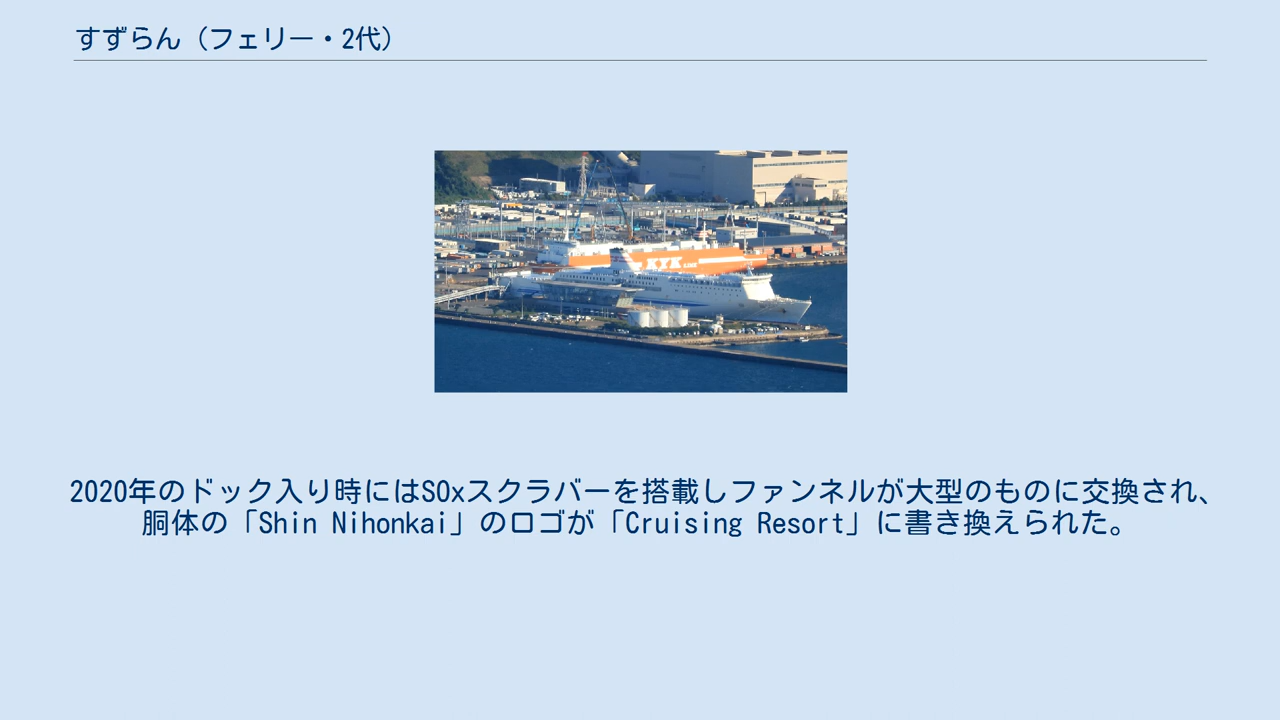 すずらん（フェリー・2代）
KYK LINE
2020年のドック入り時にはSOxスクラバーを搭載しファンネルが大型のものに交換され、
胴体の「Shin Nihonkai」のロゴが「Cruising Resort」に書き換えられた。